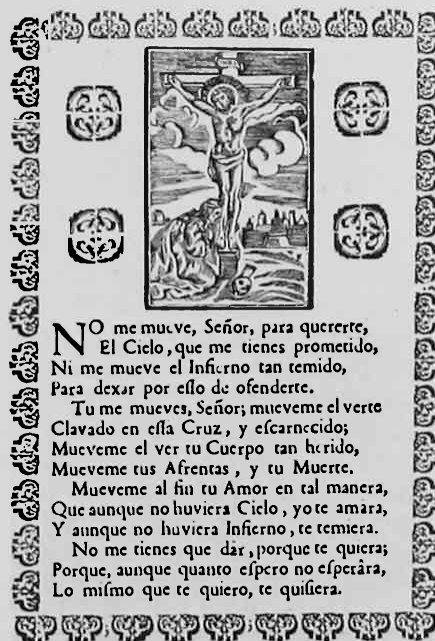 NO me mueve, Señor, para quererte,
El Cielo, que me tienes prometido,
Ni me mueve el Infierno tan temido,
Para dexar por esso de ofenderte.
Tu me mueves, Señor; mueveme el verte
Clavado en essa Cruz, y escarnecido;
Mueveme el ver tu Cuerpo tan herido,
Mueveme tus Afrentas, y tu Muerte.
Mueveme al fin tu Amor en tal manera,
Que aunque no huviera Cielo, yo te amàra,
Y aunque no huviera Infierno, te temiera.
No me tienes que dàr, porque te quiera;
Porque, aunque quanto espero no esperàra,
Lo mismo que te quiero, te quisiera.